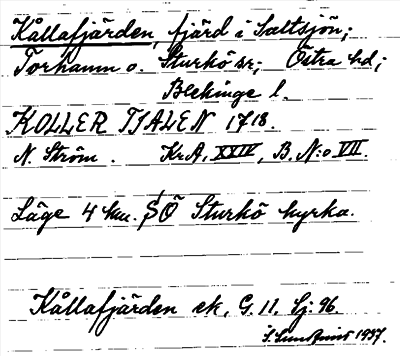 Kållafjärden, fjärd i Saltsjön;
Torhamn o. Sturkö sr; Östra hd;
Blekinge l.
KOLLER FJALEN 1718.
N. Ström. KrA, XXIV, B. N:o VII.
Läge 4 km. SÖ Sturkö kyrka.
Kållafjärden ek. G. 11. Lj. 96.
S. Sundquist 1937.